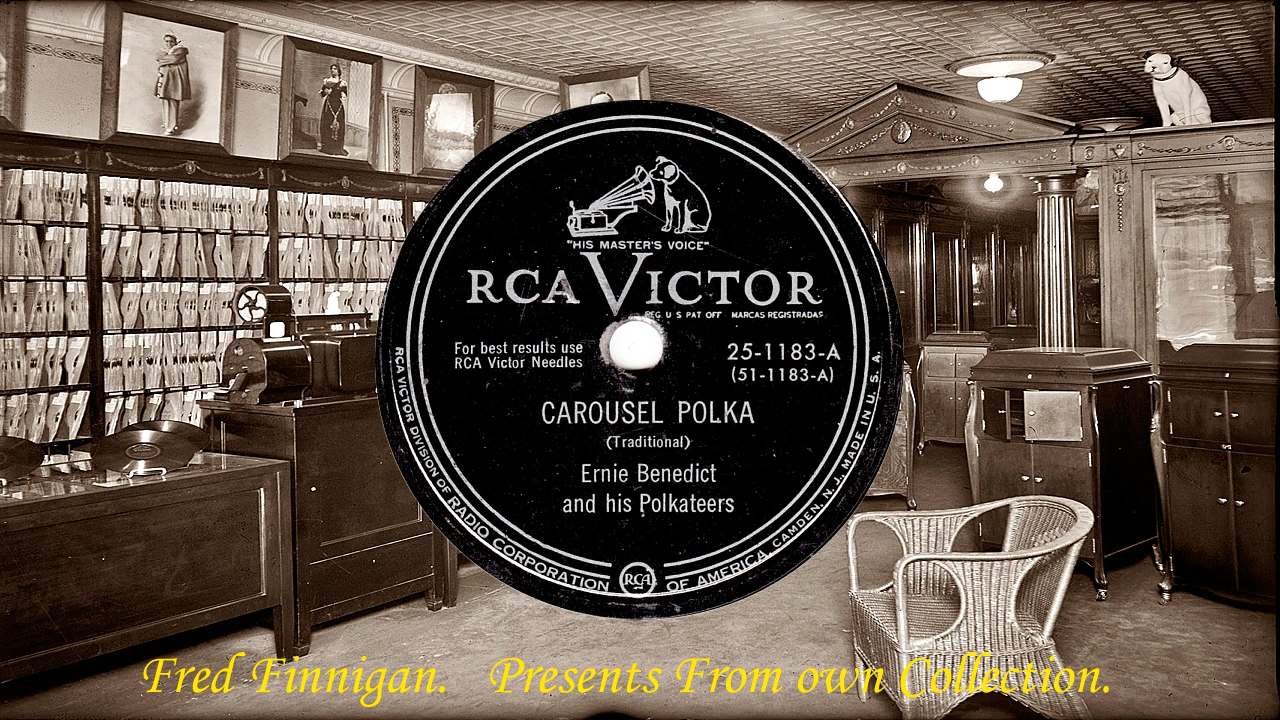 "HIS MASTER'S VOICE"
RCA VICTOR
REG. U S PAT OFF MARCAS REGISTRADAS
For best results use
RCA Victor Needles
25-1183-A
(51-1183-A)
CAROUSEL POLKA
(Traditional)
Ernie Benedict
and his Polkateers
RCA VICTOR DIVISION OF RADIO CORPORATION OF AMERICA, CAMDEN, N. J. MADE IN U. S. A.
RCA
Fred Finnigan. Presents From own Collection.